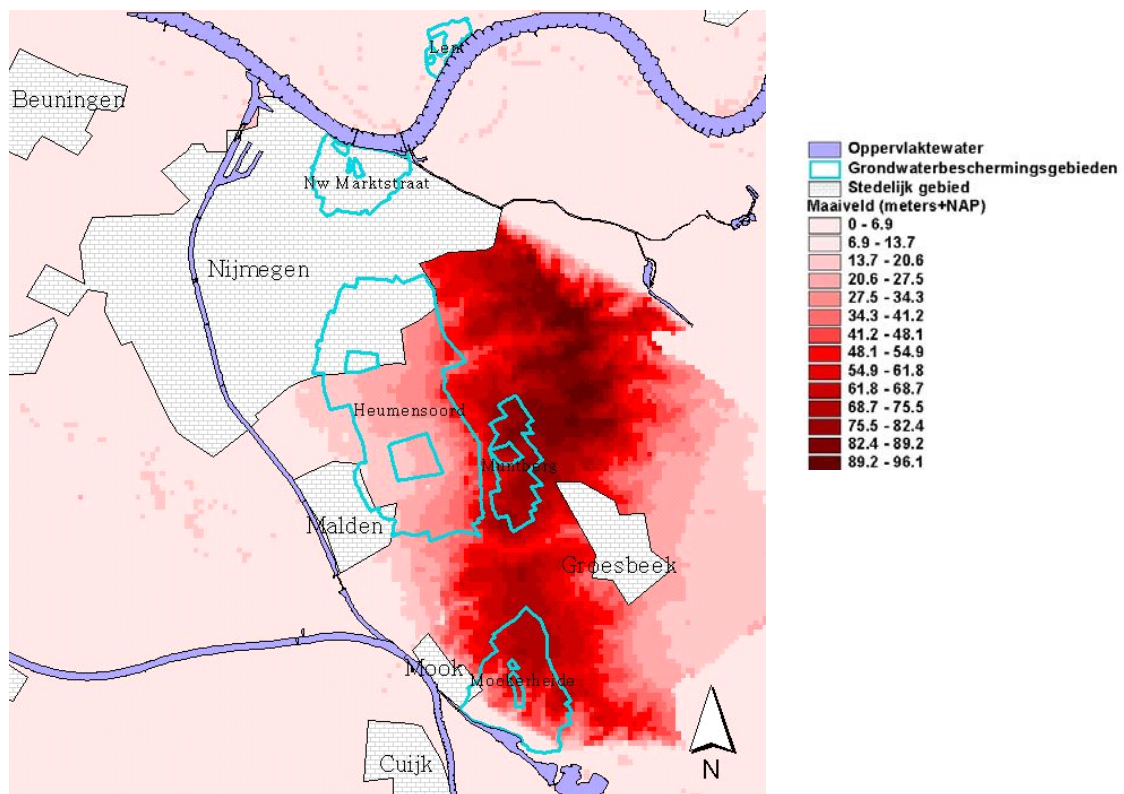 Lent
Beuningen
Nw Marktstraat
Nijmegen
Heumensoord
Muntberg
Malden
Groesbeek
Mook
Mookerheide
Cuijk
N
Oppervlaktewater
Grondwaterbeschermingsgebieden
Stedelijk gebied
Maaiveld (meters+NAP)
0 - 6.9
6.9 - 13.7
13.7 - 20.6
20.6 - 27.5
27.5 - 34.3
34.3 - 41.2
41.2 - 48.1
48.1 - 54.9
54.9 - 61.8
61.8 - 68.7
68.7 - 75.5
75.5 - 82.4
82.4 - 89.2
89.2 - 96.1